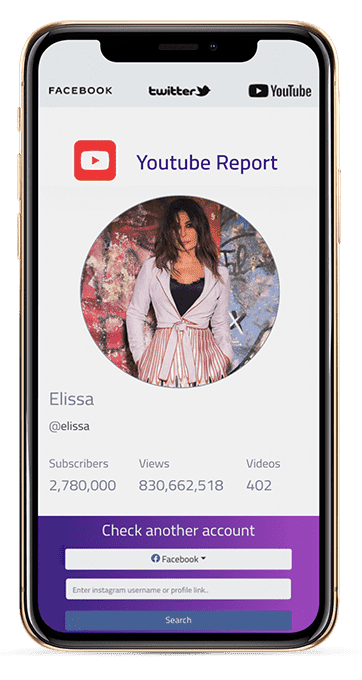 FACEBOOK twitter YouTube
Youtube Report
Elissa
@elissa
Subscribers Views Videos
2,780,000 830,662,518 402
Check another account
Facebook
Enter instagram username or profile link..
Search